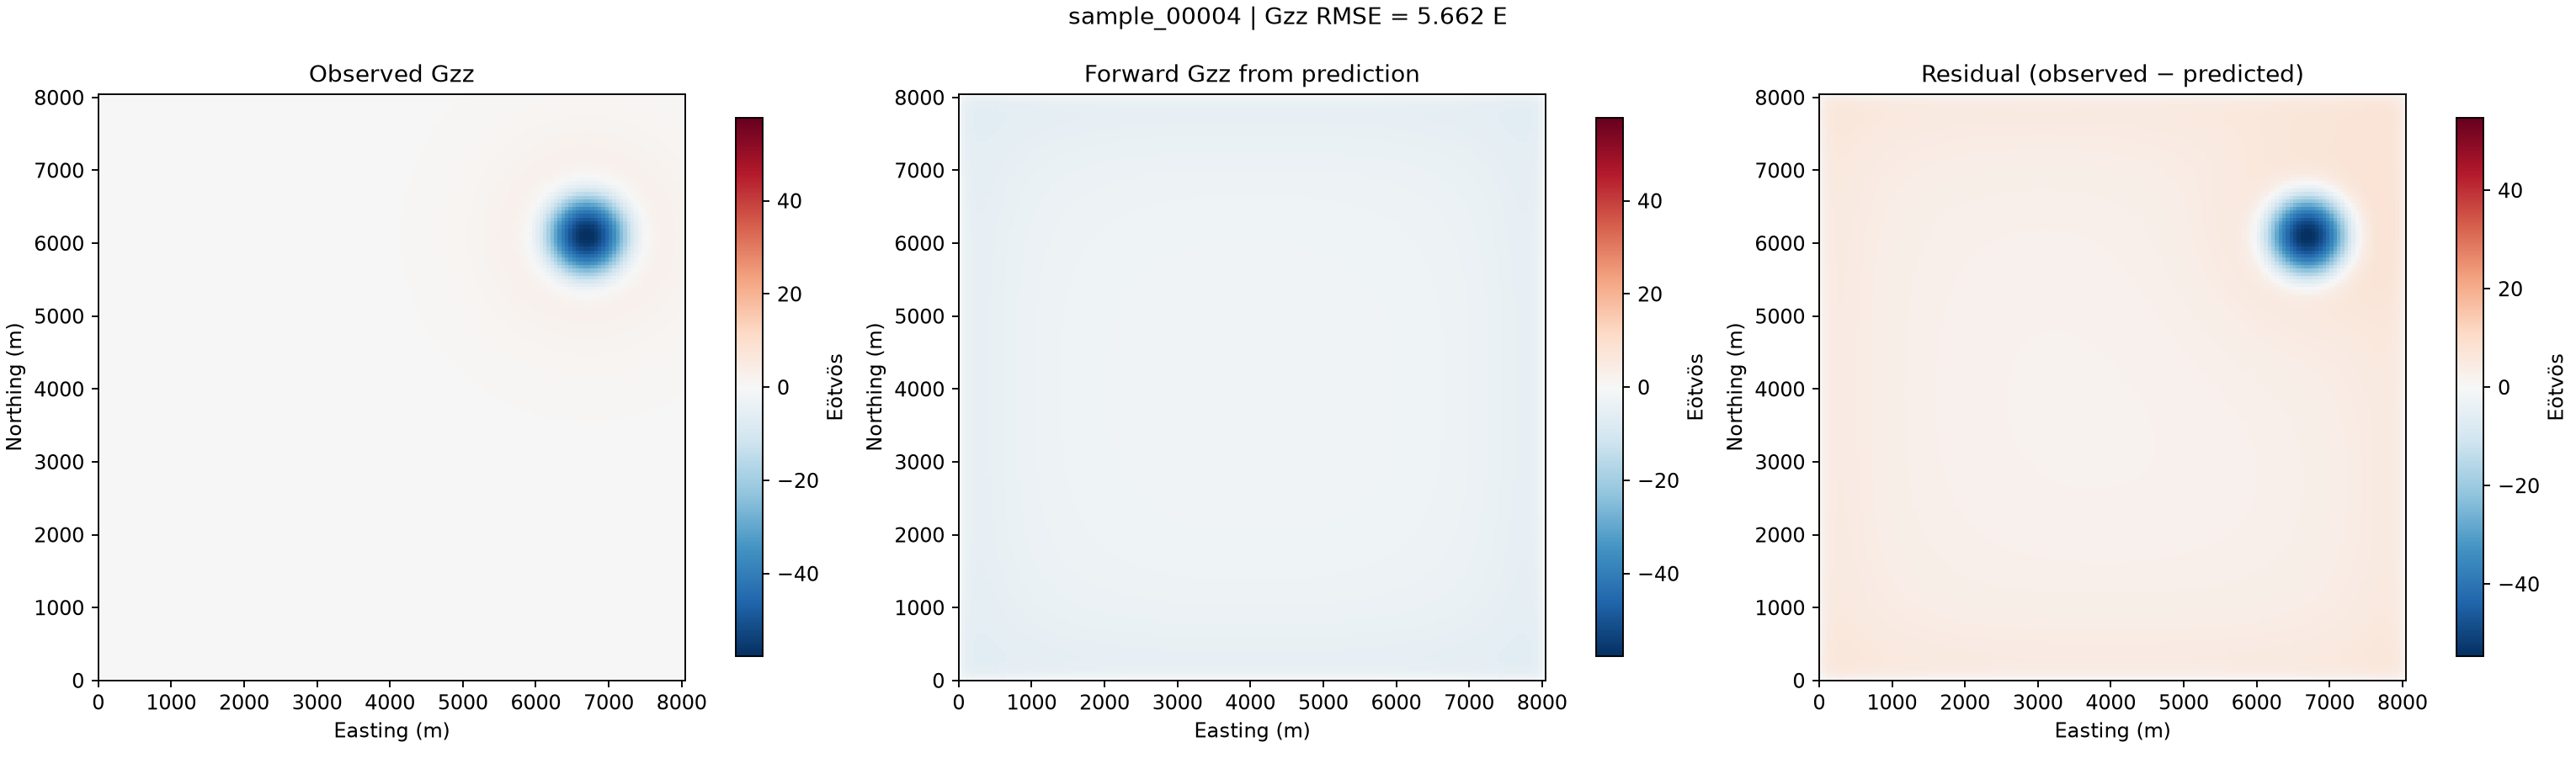 sample_00004 | Gzz RMSE = 5.662 E
Observed Gzz
Forward Gzz from prediction
Residual (observed − predicted)
8000
7000
6000
5000
4000
3000
2000
1000
0
Northing (m)
0 1000 2000 3000 4000 5000 6000 7000 8000
Easting (m)
40
20
0
−20
−40
Eötvös
8000
7000
6000
5000
4000
3000
2000
1000
0
Northing (m)
0 1000 2000 3000 4000 5000 6000 7000 8000
Easting (m)
40
20
0
−20
−40
Eötvös
8000
7000
6000
5000
4000
3000
2000
1000
0
Northing (m)
0 1000 2000 3000 4000 5000 6000 7000 8000
Easting (m)
40
20
0
−20
−40
Eötvös